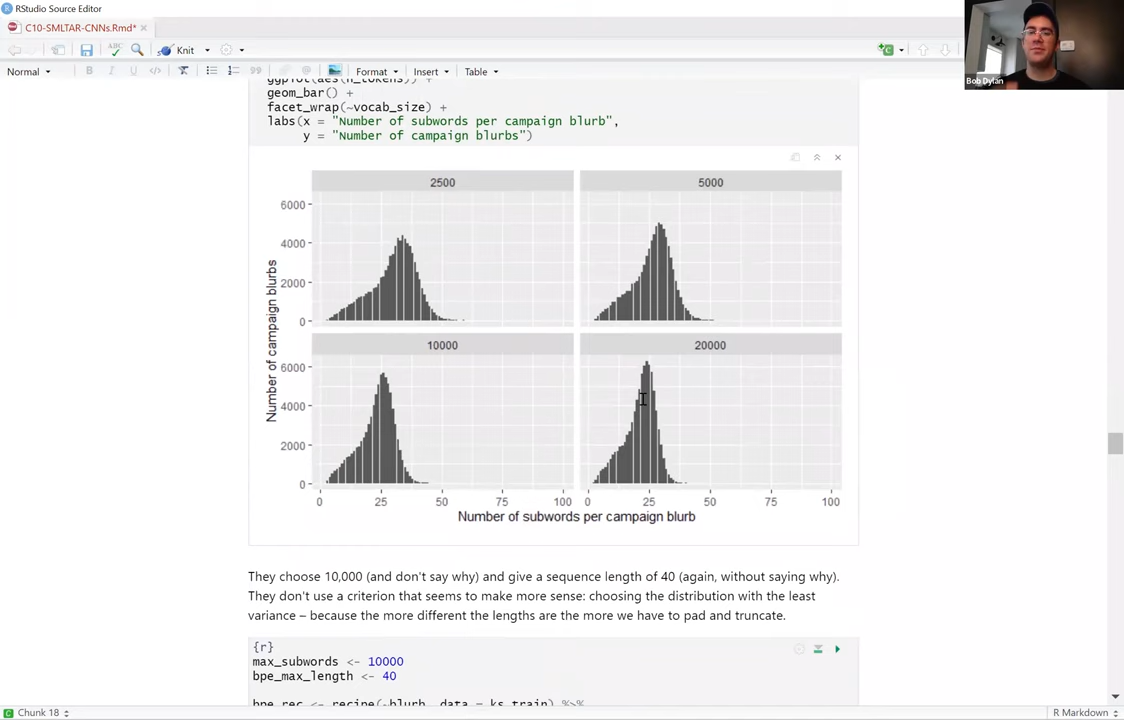 RStudio Source Editor
C10-SMLTAR-CNNs.Rmd*
ABC Knit
Normal B I U Format Insert Table
Bob Dylan
geom_bar() +
facet_wrap(~vocab_size) +
labs(x = "Number of subwords per campaign blurb",
y = "Number of campaign blurbs")
2500 5000
6000
4000
2000
0
10000 20000
6000
4000
2000
0
0 25 50 75 100 0 25 50 75 100
Number of campaign blurbs
Number of subwords per campaign blurb
They choose 10,000 (and don't say why) and give a sequence length of 40 (again, without saying why).
They don't use a criterion that seems to make more sense: choosing the distribution with the least
variance – because the more different the lengths are the more we have to pad and truncate.
{r}
max_subwords <- 10000
bpe_max_length <- 40
bpe_rec <- recipe(~blurb, data = ks_train) %>%
Chunk 18 R Markdown